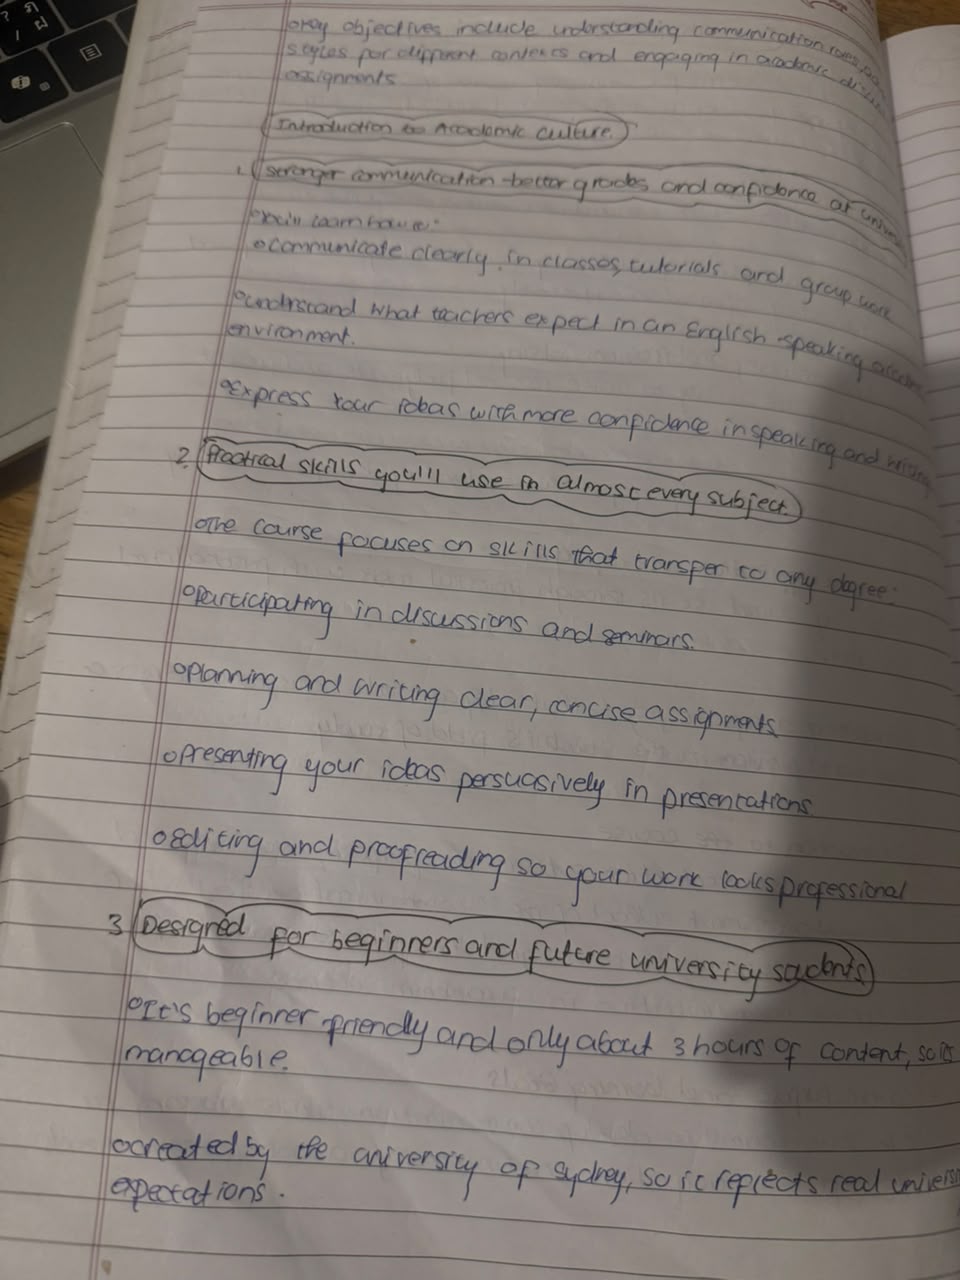 okey objectives include understanding communication
styles for different contexts and engaging in academic
assignments
Introduction to Academic culture.
1. Stronger communication - better grades and confidence at
you'll learn how to:
o communicate clearly in classes, tutorials and group work
o understand what teachers expect in an English-speaking
environment.
o Express your ideas with more confidence in speaking and writing
2. Practical skills you'll use in almost every subject.
o The course focuses on skills that transfer to any degree:
o Participating in discussions and seminars.
o Planning and writing clear, concise assignments
o Presenting your ideas persuasively in presentations
o Editing and proofreading so your work looks professional
3 Designed for beginners and future university students
o It's beginner friendly and only about 3 hours of content, so it's
manageable.
o created by the university of sydney, so it reflects real
expectations.